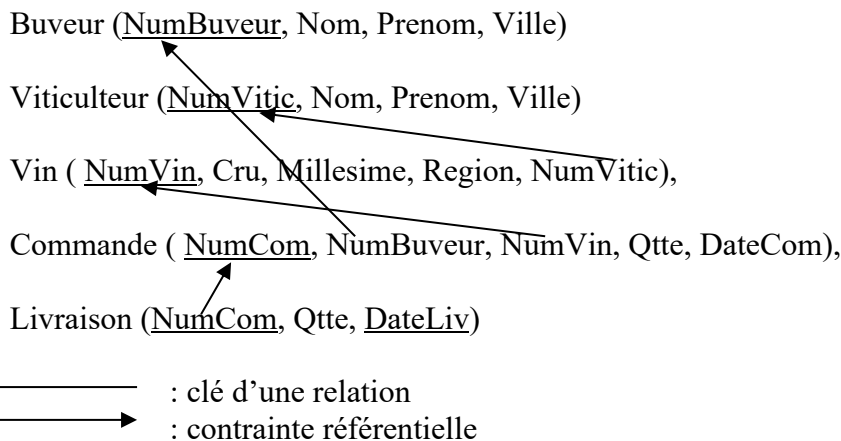 Buveur (NumBuveur, Nom, Prenom, Ville)
Viticulteur (NumVitic, Nom, Prenom, Ville)
Vin ( NumVin, Cru, Millesime, Region, NumVitic),
Commande ( NumCom, NumBuveur, NumVin, Qtte, DateCom),
Livraison (NumCom, Qtte, DateLiv)
: clé d’une relation
: contrainte référentielle